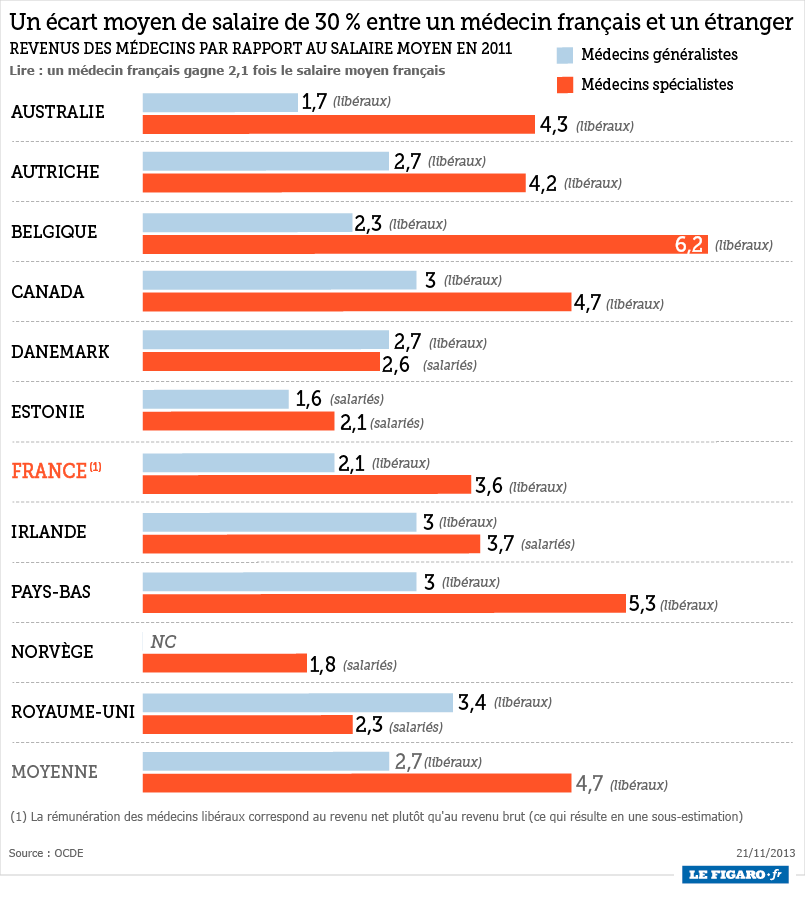 Un écart moyen de salaire de 30 % entre un médecin français et un étranger
REVENUS DES MÉDECINS PAR RAPPORT AU SALAIRE MOYEN EN 2011
Lire : un médecin français gagne 2,1 fois le salaire moyen français
Médecins généralistes
Médecins spécialistes
AUSTRALIE
1,7 (libéraux)
4,3 (libéraux)
AUTRICHE
2,7 (libéraux)
4,2 (libéraux)
BELGIQUE
2,3 (libéraux)
6,2 (libéraux)
CANADA
3 (libéraux)
4,7 (libéraux)
DANEMARK
2,7 (libéraux)
2,6 (salariés)
ESTONIE
1,6 (salariés)
2,1 (salariés)
FRANCE (1)
2,1 (libéraux)
3,6 (libéraux)
IRLANDE
3 (libéraux)
3,7 (salariés)
PAYS-BAS
3 (libéraux)
5,3 (libéraux)
NORVÈGE
NC
1,8 (salariés)
ROYAUME-UNI
3,4 (libéraux)
2,3 (salariés)
MOYENNE
2,7 (libéraux)
4,7 (libéraux)
(1) La rémunération des médecins libéraux correspond au revenu net plutôt qu'au revenu brut (ce qui résulte en une sous-estimation)
Source : OCDE
21/11/2013
LE FIGARO·fr